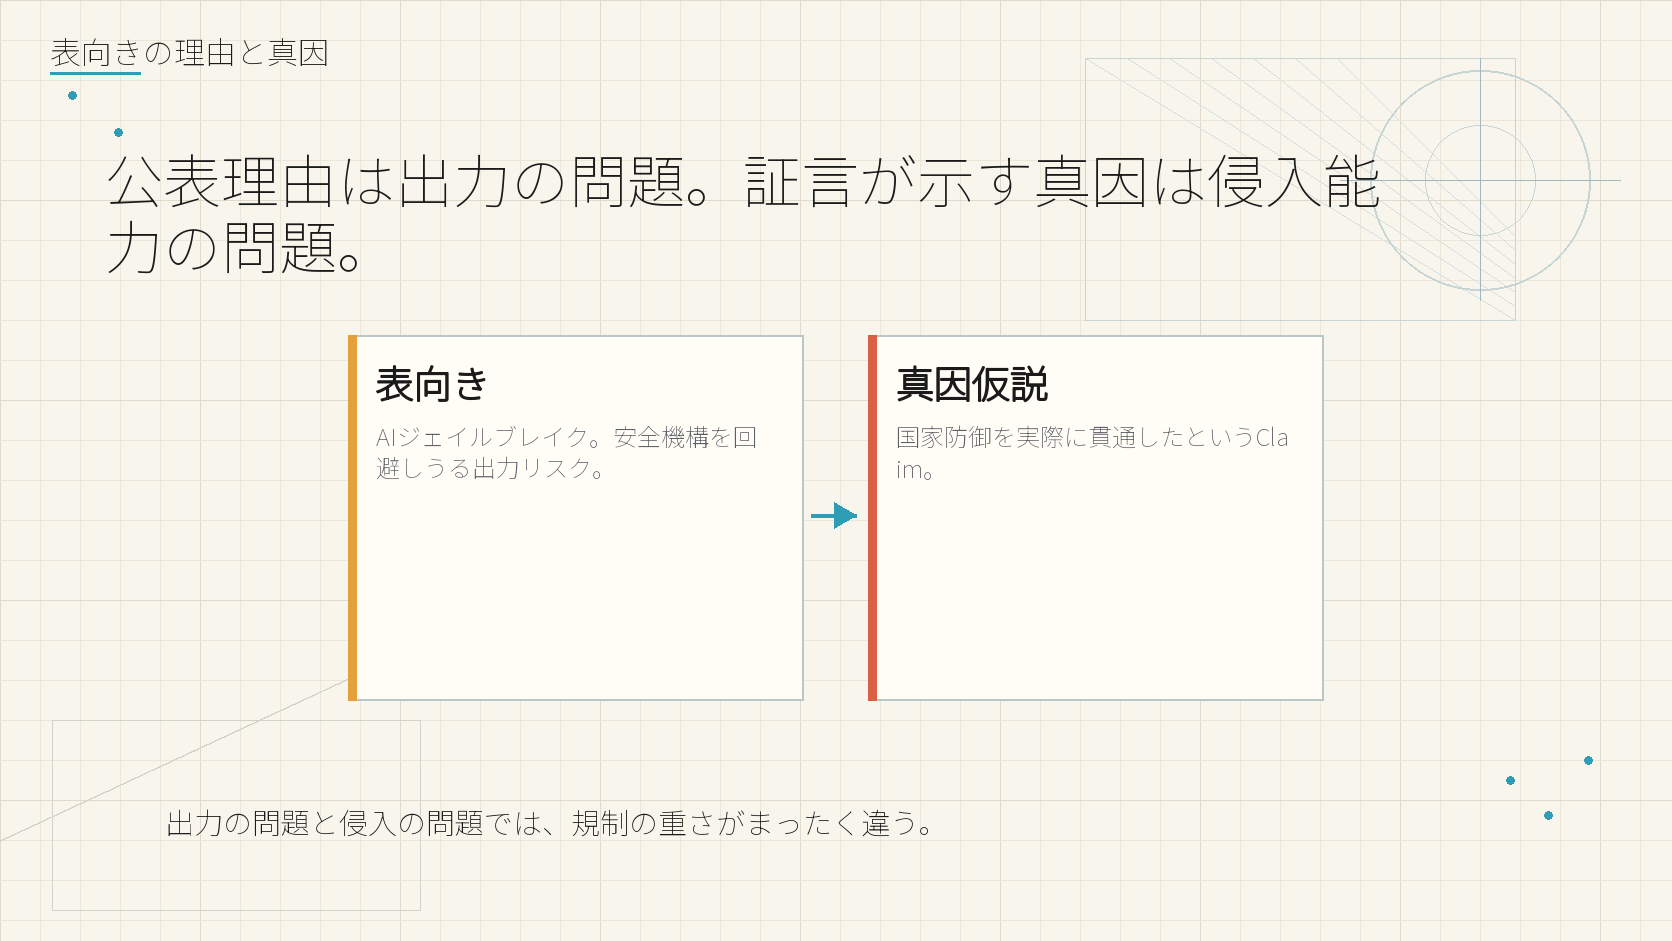 表向きの理由と真因
公表理由は出力の問題。証言が示す真因は侵入能
力の問題。
表向き
AIジェイルブレイク。安全機構を回
避しうる出力リスク。
真因仮説
国家防御を実際に貫通したというCla
im。
出力の問題と侵入の問題では、規制の重さがまったく違う。